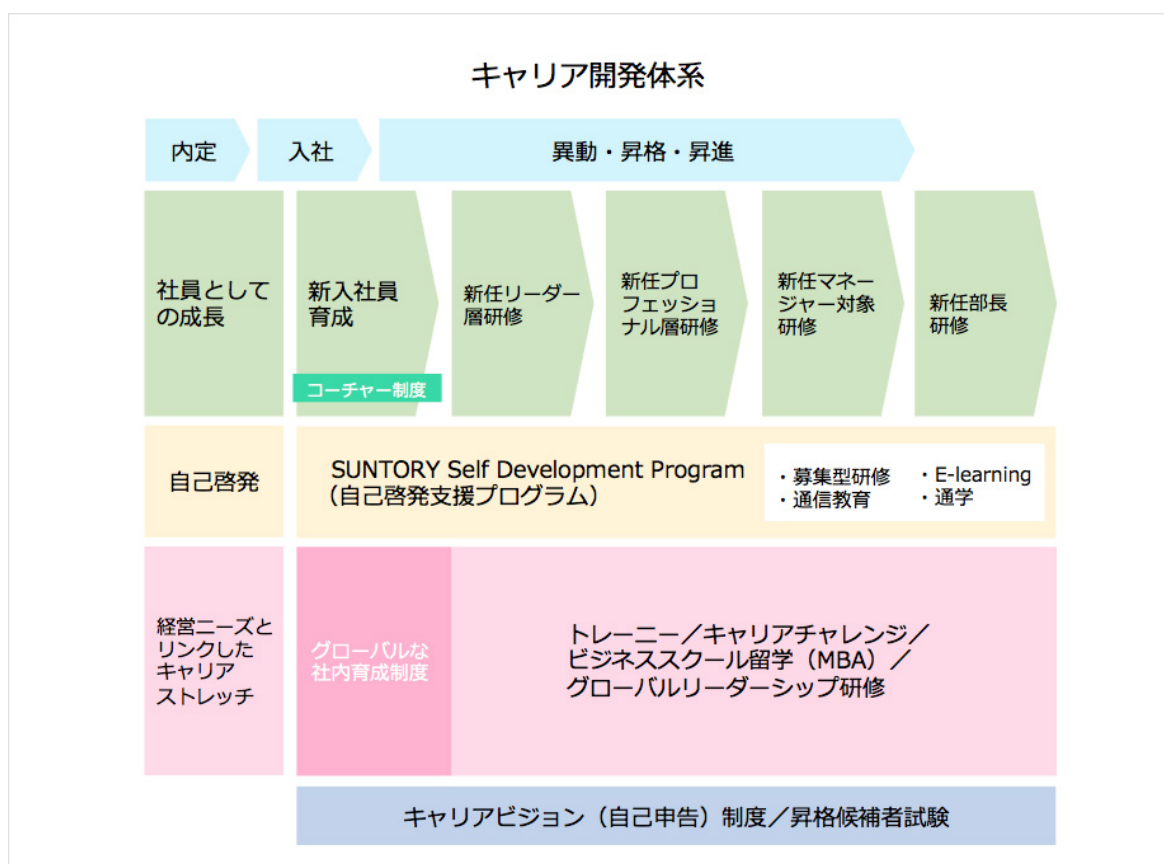 キャリア開発体系
内定
入社
異動・昇格・昇進
社員として
の成長
新入社員
育成
コーチャー制度
新任リーダー
層研修
新任プロ
フェッショ
ナル層研修
新任マネー
ジャー対象
研修
新任部長
研修
自己啓発
SUNTORY Self Development Program
（自己啓発支援プログラム）
・募集型研修
・通信教育
・E-learning
・通学
経営ニーズと
リンクした
キャリア
ストレッチ
グローバルな
社内育成制度
トレーニー／キャリアチャレンジ／
ビジネススクール留学（MBA）／
グローバルリーダーシップ研修
キャリアビジョン（自己申告）制度／昇格候補者試験